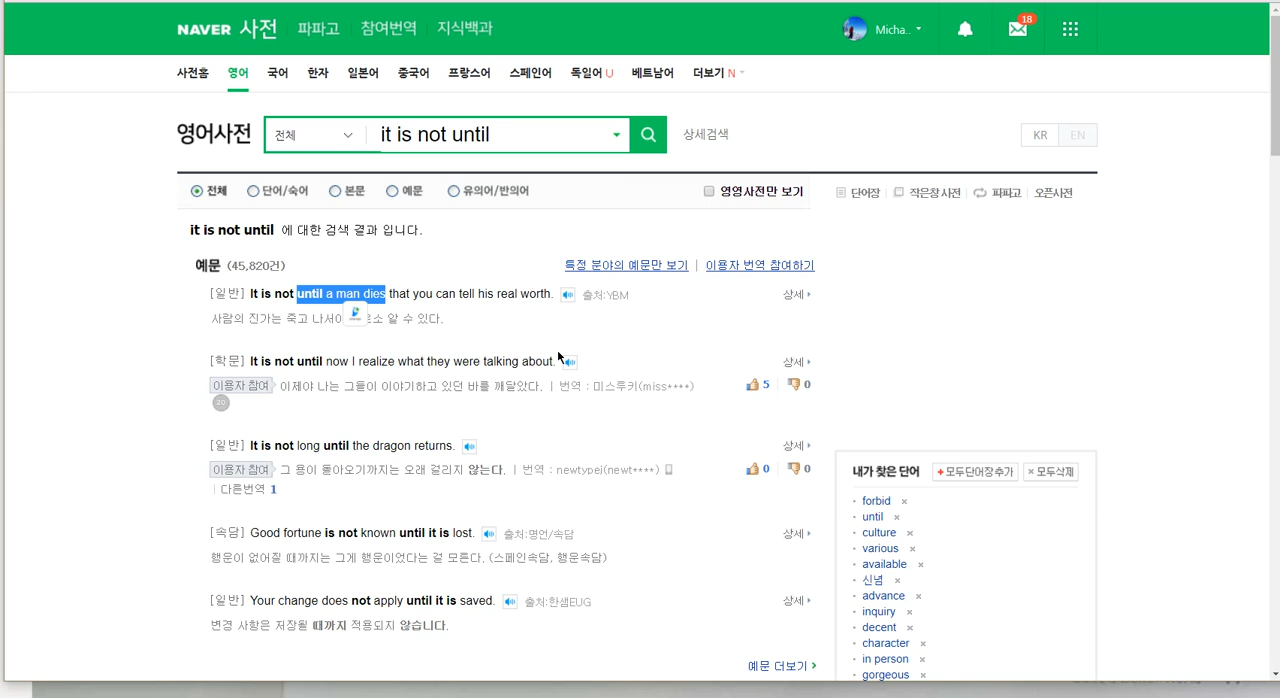 NAVER 사전 파파고 참여번역 지식백과 Micha.. 18
사전홈 영어 국어 한자 일본어 중국어 프랑스어 스페인어 독일어 U 베트남어 더보기 N
영어사전 전체 it is not until 상세검색 KR EN
전체 단어/숙어 본문 예문 유의어/반의어 영영사전만 보기 단어장 작은창 사전 파파고 오픈사전
it is not until 에 대한 검색 결과 입니다.
예문 (45,820건) 특정 분야의 예문만 보기 | 이용자 번역 참여하기
[일반] It is not until a man dies that you can tell his real worth. 출처:YBM 상세
사람의 진가는 죽고 나서야 알 수 있다.
[학문] It is not until now I realize what they were talking about. 상세
이용자 참여 이제야 나는 그들이 이야기하고 있던 바를 깨달았다. | 번역 : 미스루키(miss****) 5 0
20
[일반] It is not long until the dragon returns. 상세
이용자 참여 그 용이 돌아오기까지는 오래 걸리지 않는다. | 번역 : newtypei(newt****) 0 0
| 다른번역 1
[속담] Good fortune is not known until it is lost. 출처:명언/속담 상세
행운이 없어질 때까지는 그게 행운이었다는 걸 모른다. (스페인속담, 행운속담)
[일반] Your change does not apply until it is saved. 출처:한샘EUG 상세
변경 사항은 저장될 때까지 적용되지 않습니다.
예문 더보기
내가 찾은 단어 +모두단어장추가 ×모두삭제
forbid ×
until ×
culture ×
various ×
available ×
신념 ×
advance ×
inquiry ×
decent ×
character ×
in person ×
gorgeous ×